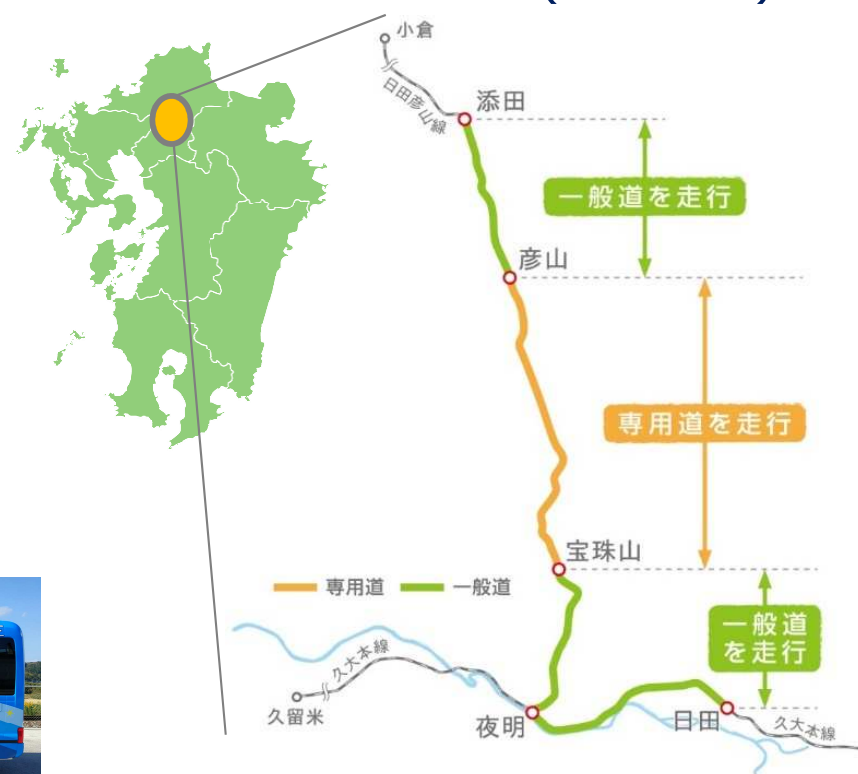 小倉
日田彦山線
添田
一般道を走行
彦山
専用道を走行
宝珠山
専用道
一般道
一般道
を走行
久大本線
久留米
夜明
日田
久大本線